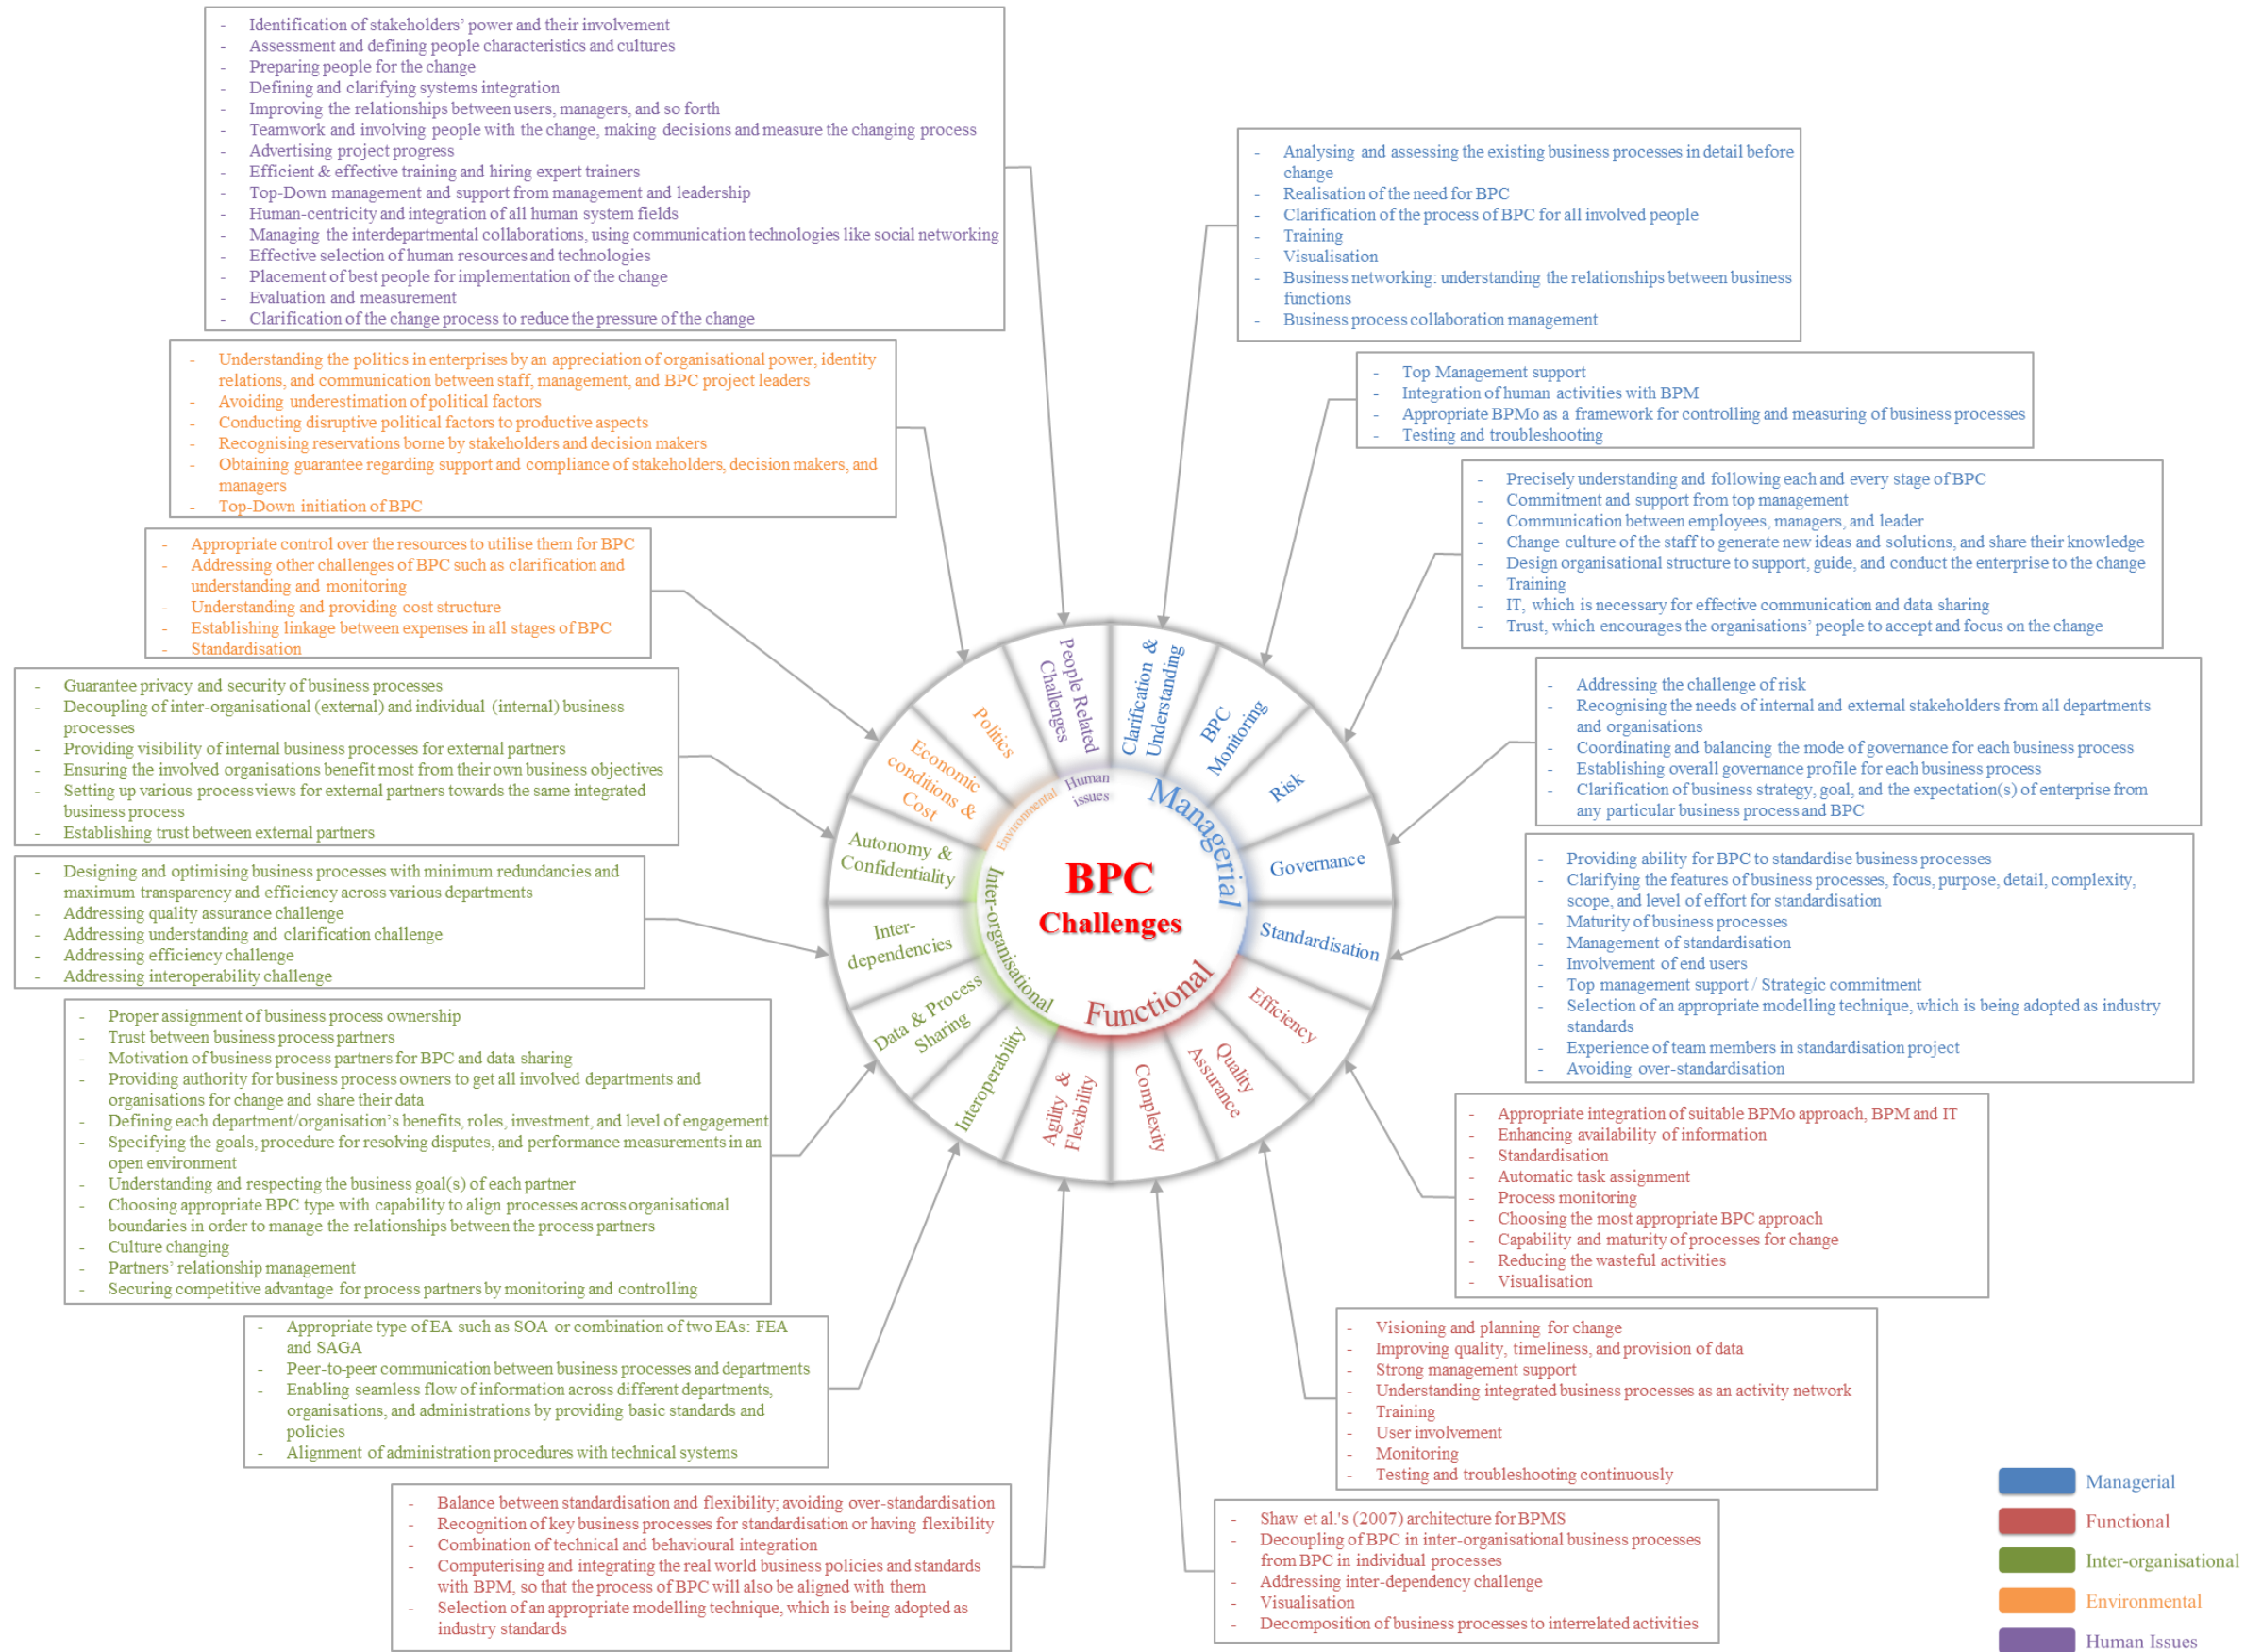 - Identification of stakeholders' power and their involvement
- Assessment and defining people characteristics and cultures
- Preparing people for the change
- Defining and clarifying systems integration
- Improving the relationships between users, managers, and so forth
- Teamwork and involving people with the change, making decisions and measure the changing process
- Advertising project progress
- Efficient & effective training and hiring expert trainers
- Top-Down management and support from management and leadership
- Human-centricity and integration of all human system fields
- Managing the interdepartmental collaborations, using communication technologies like social networking
- Effective selection of human resources and technologies
- Placement of best people for implementation of the change
- Evaluation and measurement
- Clarification of the change process to reduce the pressure of the change
- Understanding the politics in enterprises by an appreciation of organisational power, identity
relations, and communication between staff, management, and BPC project leaders
- Avoiding underestimation of political factors
- Conducting disruptive political factors to productive aspects
- Recognising reservations borne by stakeholders and decision makers
- Obtaining guarantee regarding support and compliance of stakeholders, decision makers, and
managers
- Top-Down initiation of BPC
- Appropriate control over the resources to utilise them for BPC
- Addressing other challenges of BPC such as clarification and
understanding and monitoring
- Understanding and providing cost structure
- Establishing linkage between expenses in all stages of BPC
- Standardisation
- Guarantee privacy and security of business processes
- Decoupling of inter-organisational (external) and individual (internal) business
processes
- Providing visibility of internal business processes for external partners
- Ensuring the involved organisations benefit most from their own business objectives
- Setting up various process views for external partners towards the same integrated
business process
- Establishing trust between external partners
- Designing and optimising business processes with minimum redundancies and
maximum transparency and efficiency across various departments
- Addressing quality assurance challenge
- Addressing understanding and clarification challenge
- Addressing efficiency challenge
- Addressing interoperability challenge
- Proper assignment of business process ownership
- Trust between business process partners
- Motivation of business process partners for BPC and data sharing
- Providing authority for business process owners to get all involved departments and
organisations for change and share their data
- Defining each department/organisation's benefits, roles, investment, and level of engagement
- Specifying the goals, procedure for resolving disputes, and performance measurements in an
open environment
- Understanding and respecting the business goal(s) of each partner
- Choosing appropriate BPC type with capability to align processes across organisational
boundaries in order to manage the relationships between the process partners
- Culture changing
- Partners' relationship management
- Securing competitive advantage for process partners by monitoring and controlling
- Appropriate type of EA such as SOA or combination of two EAs: FEA
and SAGA
- Peer-to-peer communication between business processes and departments
- Enabling seamless flow of information across different departments,
organisations, and administrations by providing basic standards and
policies
- Alignment of administration procedures with technical systems
- Balance between standardisation and flexibility; avoiding over-standardisation
- Recognition of key business processes for standardisation or having flexibility
- Combination of technical and behavioural integration
- Computerising and integrating the real world business policies and standards
with BPM, so that the process of BPC will also be aligned with them
- Selection of an appropriate modelling technique, which is being adopted as
industry standards
- Analysing and assessing the existing business processes in detail before
change
- Realisation of the need for BPC
- Clarification of the process of BPC for all involved people
- Training
- Visualisation
- Business networking: understanding the relationships between business
functions
- Business process collaboration management
- Top Management support
- Integration of human activities with BPM
- Appropriate BPMo as a framework for controlling and measuring of business processes
- Testing and troubleshooting
- Precisely understanding and following each and every stage of BPC
- Commitment and support from top management
- Communication between employees, managers, and leader
- Change culture of the staff to generate new ideas and solutions, and share their knowledge
- Design organisational structure to support, guide, and conduct the enterprise to the change
- Training
- IT, which is necessary for effective communication and data sharing
- Trust, which encourages the organisations' people to accept and focus on the change
- Addressing the challenge of risk
- Recognising the needs of internal and external stakeholders from all departments
and organisations
- Coordinating and balancing the mode of governance for each business process
- Establishing overall governance profile for each business process
- Clarification of business strategy, goal, and the expectation(s) of enterprise from
any particular business process and BPC
- Providing ability for BPC to standardise business processes
- Clarifying the features of business processes, focus, purpose, detail, complexity,
scope, and level of effort for standardisation
- Maturity of business processes
- Management of standardisation
- Involvement of end users
- Top management support / Strategic commitment
- Selection of an appropriate modelling technique, which is being adopted as industry
standards
- Experience of team members in standardisation project
- Avoiding over-standardisation
- Appropriate integration of suitable BPMo approach, BPM and IT
- Enhancing availability of information
- Standardisation
- Automatic task assignment
- Process monitoring
- Choosing the most appropriate BPC approach
- Capability and maturity of processes for change
- Reducing the wasteful activities
- Visualisation
- Visioning and planning for change
- Improving quality, timeliness, and provision of data
- Strong management support
- Understanding integrated business processes as an activity network
- Training
- User involvement
- Monitoring
- Testing and troubleshooting continuously
- Shaw et al.'s (2007) architecture for BPMS
- Decoupling of BPC in inter-organisational business processes
from BPC in individual processes
- Addressing inter-dependency challenge
- Visualisation
- Decomposition of business processes to interrelated activities
People Related
Challenges
Clarification &
Understanding
BPC
Monitoring
Risk
Governance
Standardisation
Efficiency
Quality
Assurance
Complexity
Agility &
Flexibility
Interoperability
Data & Process
Sharing
Inter-
dependencies
Autonomy &
Confidentiality
Economic
conditions &
Cost
Politics
Human
issues
Managerial
Functional
Inter-organisational
Environmental
BPC
Challenges
Managerial
Functional
Inter-organisational
Environmental
Human Issues